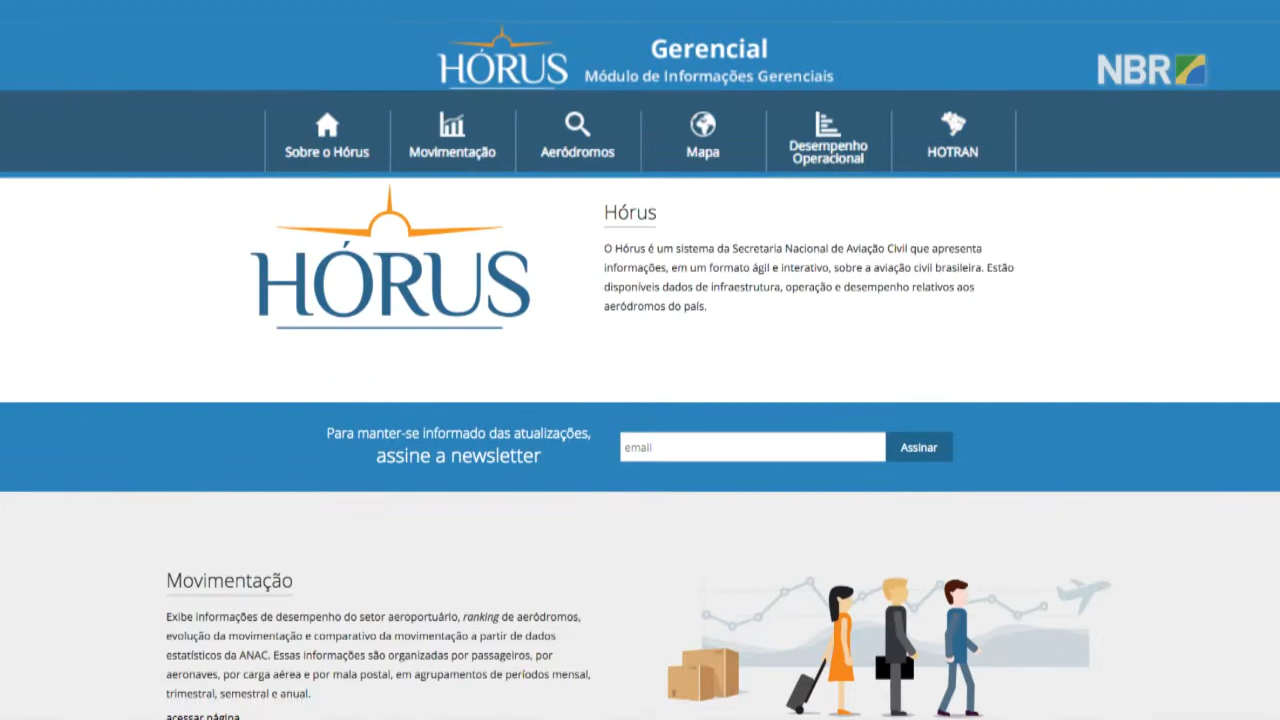 HÓRUS
Gerencial
Módulo de Informações Gerenciais
NBR
Sobre o Hórus
Movimentação
Aeródromos
Mapa
Desempenho
Operacional
HOTRAN
HÓRUS
Hórus
O Hórus é um sistema da Secretaria Nacional de Aviação Civil que apresenta
informações, em um formato ágil e interativo, sobre a aviação civil brasileira. Estão
disponíveis dados de infraestrutura, operação e desempenho relativos aos
aeródromos do país.
Para manter-se informado das atualizações,
assine a newsletter
email
Assinar
Movimentação
Exibe informações de desempenho do setor aeroportuário, ranking de aeródromos,
evolução da movimentação e comparativo da movimentação a partir de dados
estatísticos da ANAC. Essas informações são organizadas por passageiros, por
aeronaves, por carga aérea e por mala postal, em agrupamentos de períodos mensal,
trimestral, semestral e anual.
acessar página